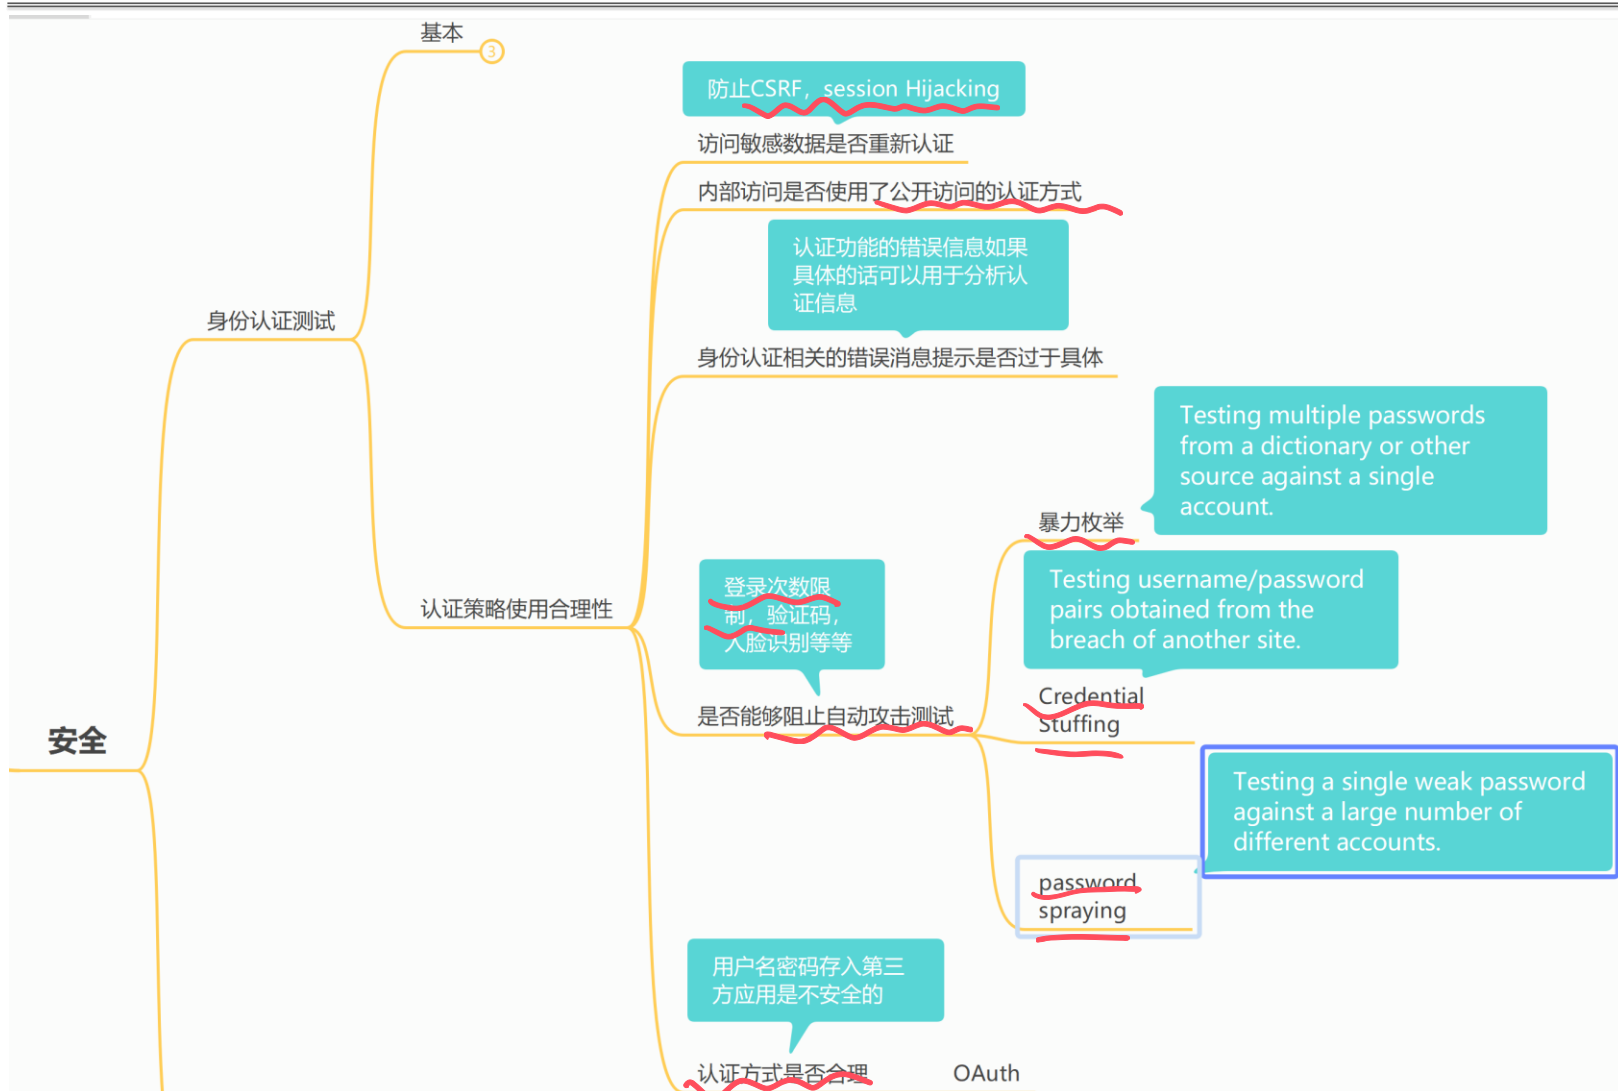 基本
3
防止CSRF，session Hijacking
访问敏感数据是否重新认证
内部访问是否使用了公开访问的认证方式
认证功能的错误信息如果
具体的话可以用于分析认
证信息
身份认证测试
身份认证相关的错误消息提示是否过于具体
Testing multiple passwords
from a dictionary or other
source against a single
account.
暴力枚举
Testing username/password
pairs obtained from the
breach of another site.
登录次数限
制，验证码，
人脸识别等等
认证策略使用合理性
Credential
Stuffing
是否能够阻止自动攻击测试
安全
Testing a single weak password
against a large number of
different accounts.
password
spraying
用户名密码存入第三
方应用是不安全的
认证方式是否合理
OAuth